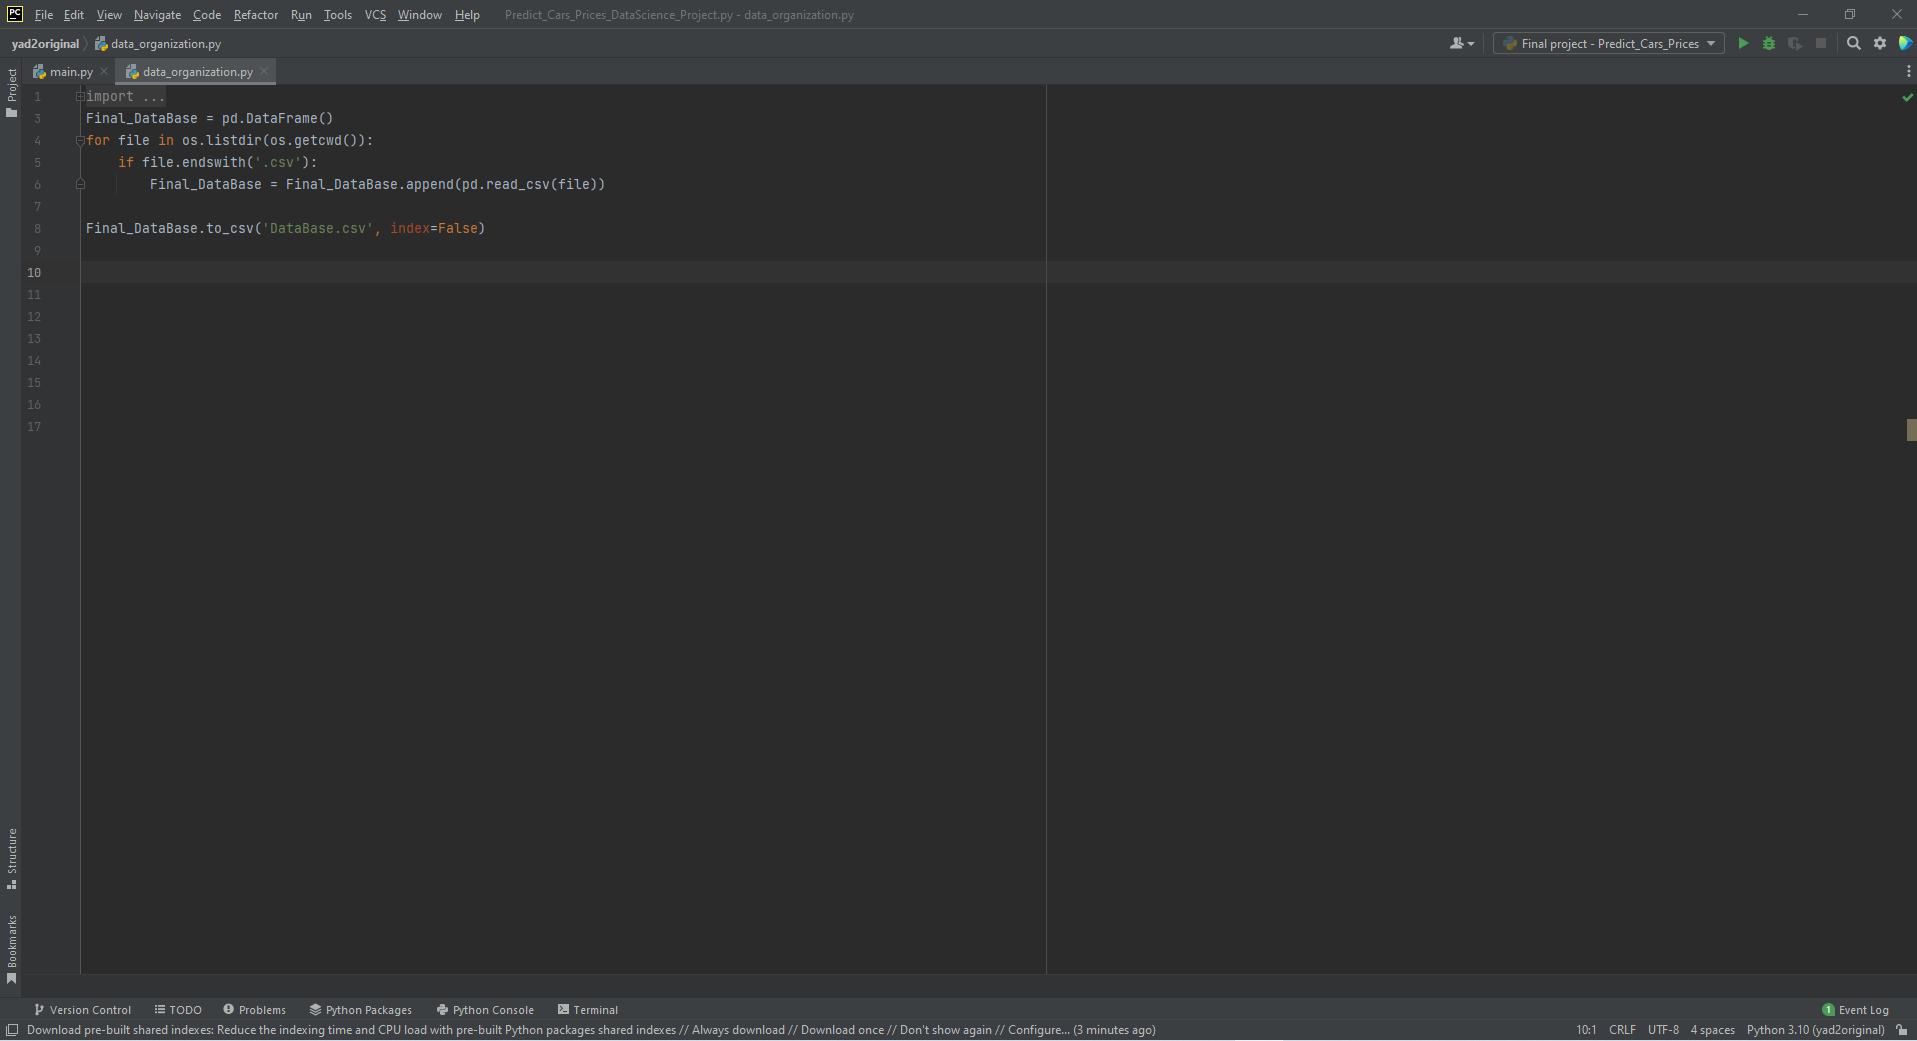 PC File Edit View Navigate Code Refactor Run Tools VCS Window Help Predict_Cars_Prices_DataScience_Project.py - data_organization.py
yad2original data_organization.py Final project - Predict_Cars_Prices
main.py data_organization.py
Project
1 import ...
3 Final_DataBase = pd.DataFrame()
4 for file in os.listdir(os.getcwd()):
5 if file.endswith('.csv'):
6 Final_DataBase = Final_DataBase.append(pd.read_csv(file))
7
8 Final_DataBase.to_csv('DataBase.csv', index=False)
9
10
11
12
13
14
15
16
17
Structure
Bookmarks
Version Control TODO Problems Python Packages Python Console Terminal 1 Event Log
Download pre-built shared indexes: Reduce the indexing time and CPU load with pre-built Python packages shared indexes // Always download // Download once // Don't show again // Configure... (3 minutes ago) 10:1 CRLF UTF-8 4 spaces Python 3.10 (yad2original)